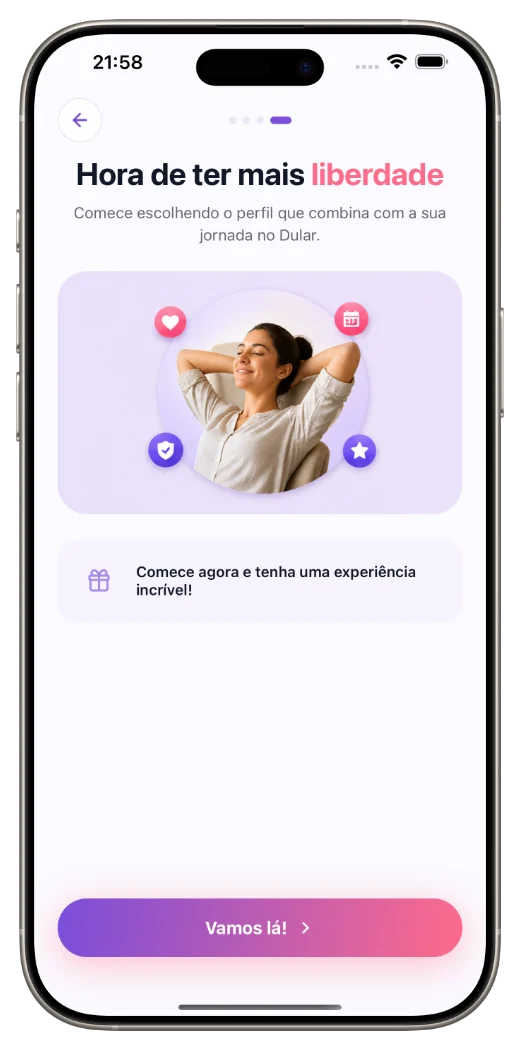 21:58
Hora de ter mais liberdade
Comece escolhendo o perfil que combina com a sua
jornada no Dular.
Comece agora e tenha uma experiência
incrível!
Vamos lá!